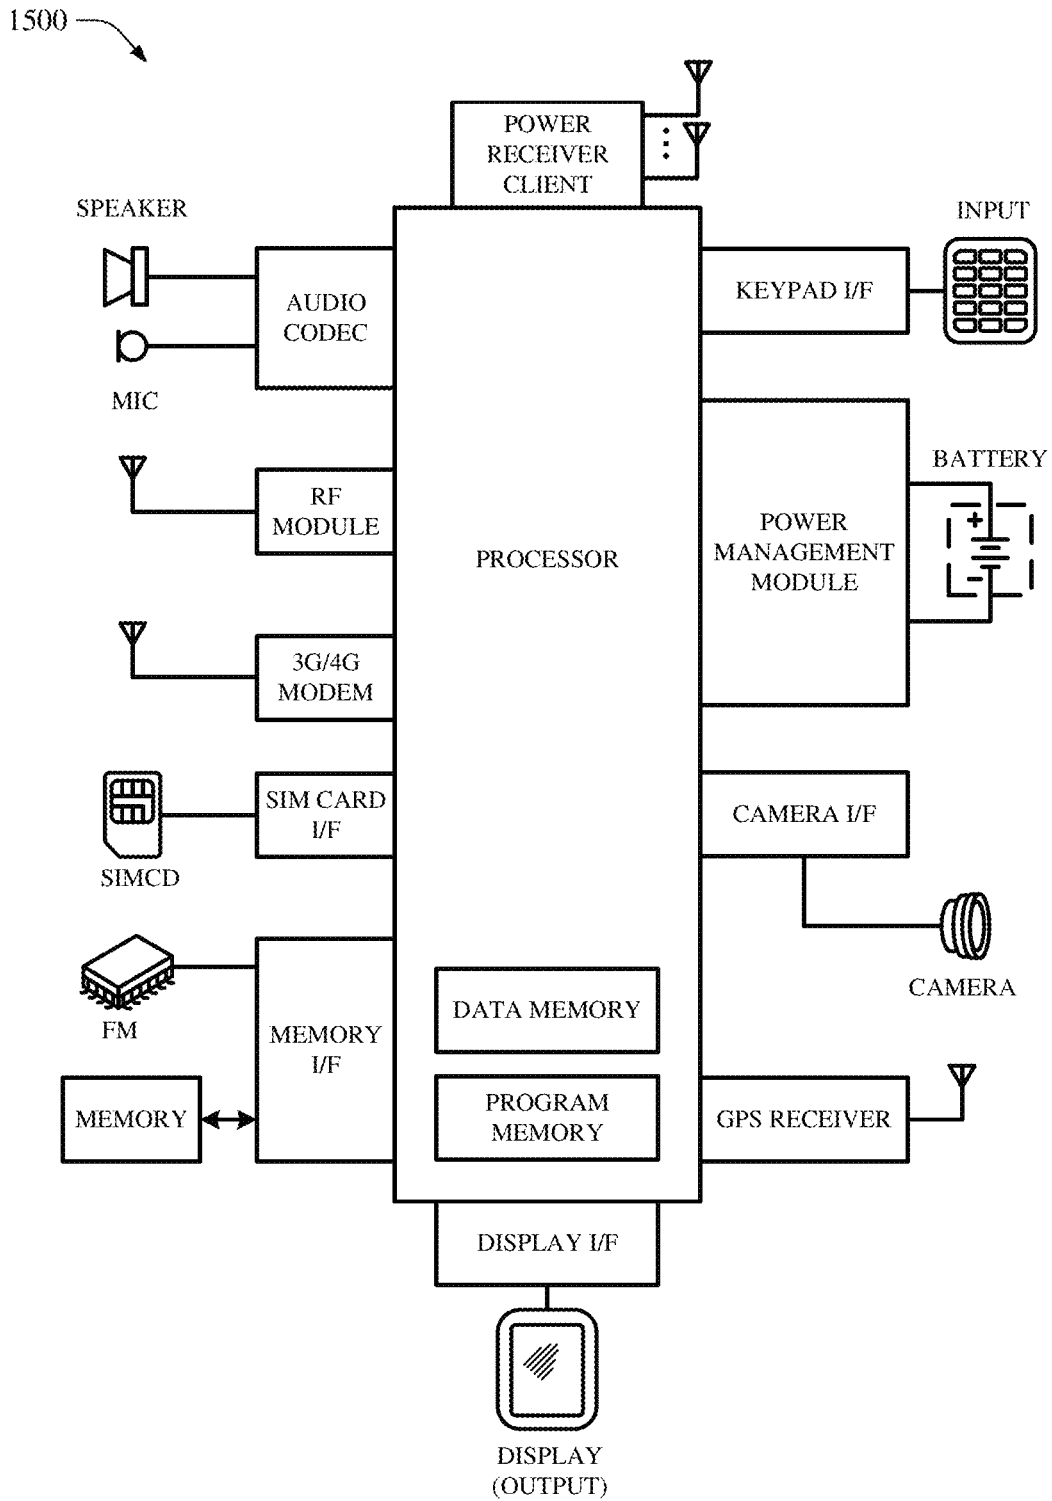 1500
POWER
RECEIVER
CLIENT
SPEAKER
INPUT
AUDIO
CODEC
KEYPAD I/F
MIC
BATTERY
RF
MODULE
PROCESSOR
POWER
MANAGEMENT
MODULE
+
-
3G/4G
MODEM
SIM CARD
I/F
CAMERA I/F
SIMCD
CAMERA
FM
MEMORY
I/F
DATA MEMORY
MEMORY
PROGRAM
MEMORY
GPS RECEIVER
DISPLAY I/F
DISPLAY
(OUTPUT)